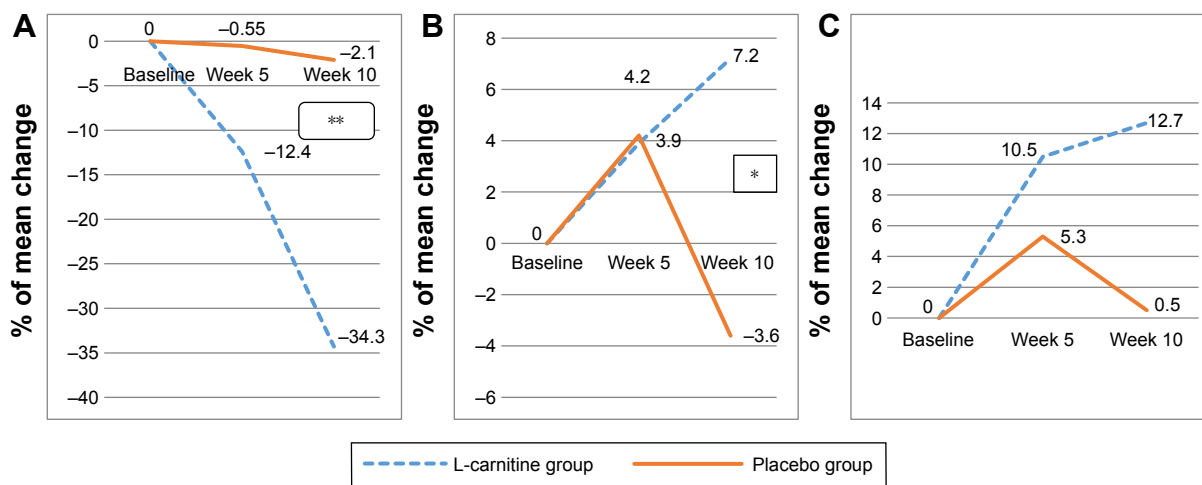 A
% of mean change
0
–5
–10
–15
–20
–25
–30
–35
–40
0
–0.55
–2.1
Baseline
Week 5
Week 10
**
–12.4
–34.3
B
% of mean change
8
6
4
2
0
–2
–4
–6
7.2
4.2
3.9
*
0
Baseline
Week 5
Week 10
–3.6
C
% of mean change
14
12
10
8
6
4
2
0
12.7
10.5
5.3
0
0.5
Baseline
Week 5
Week 10
L-carnitine group
Placebo group